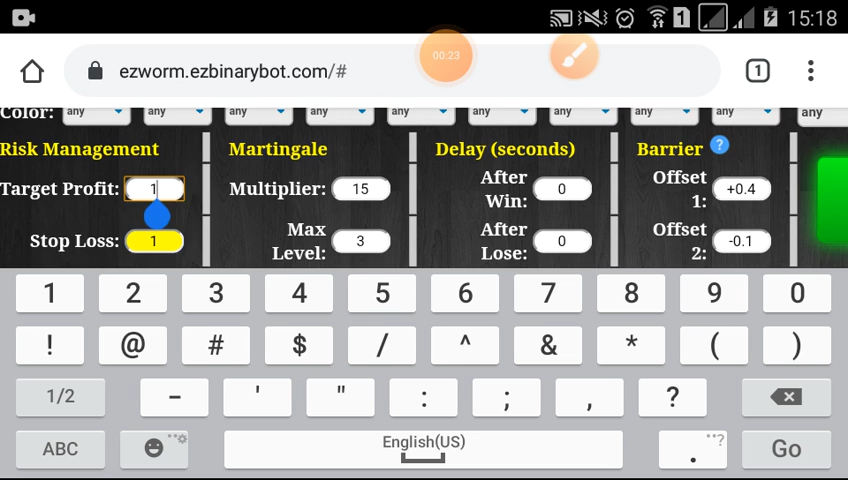 00:23
1
15:18
ezworm.ezbinarybot.com/#
1
Color: any any any any any any any any any any
Risk Management Martingale Delay (seconds) Barrier ?
Target Profit: 1 Multiplier: 15 After Win: 0 Offset 1: +0.4
Stop Loss: 1 Max Level: 3 After Lose: 0 Offset 2: -0.1
1 2 3 4 5 6 7 8 9 0
! @ # $ / ^ & * ( )
1/2 - ' " : ; , ?
ABC English(US) . Go